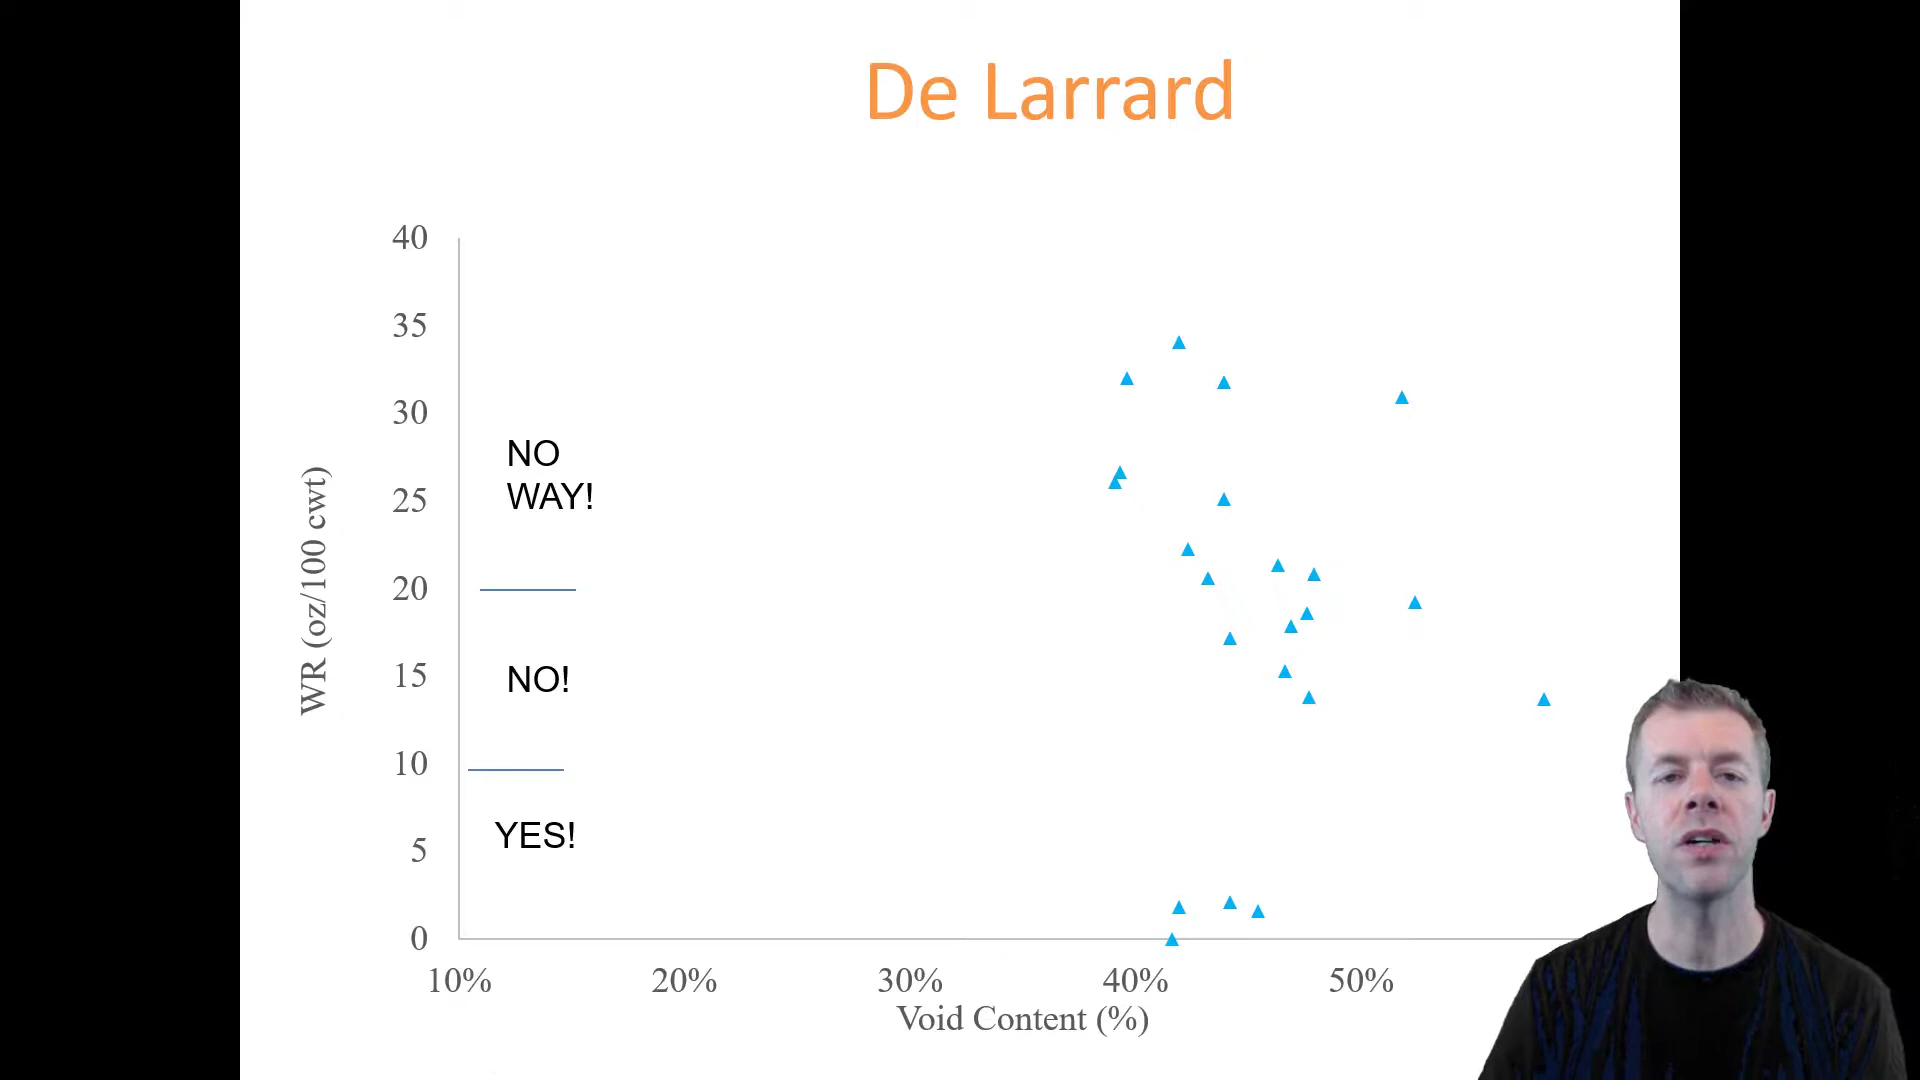 De Larrard
40
35
30
25
20
15
10
5
0
WR (oz/100 cwt)
NO
WAY!
NO!
YES!
10% 20% 30% 40% 50%
Void Content (%)